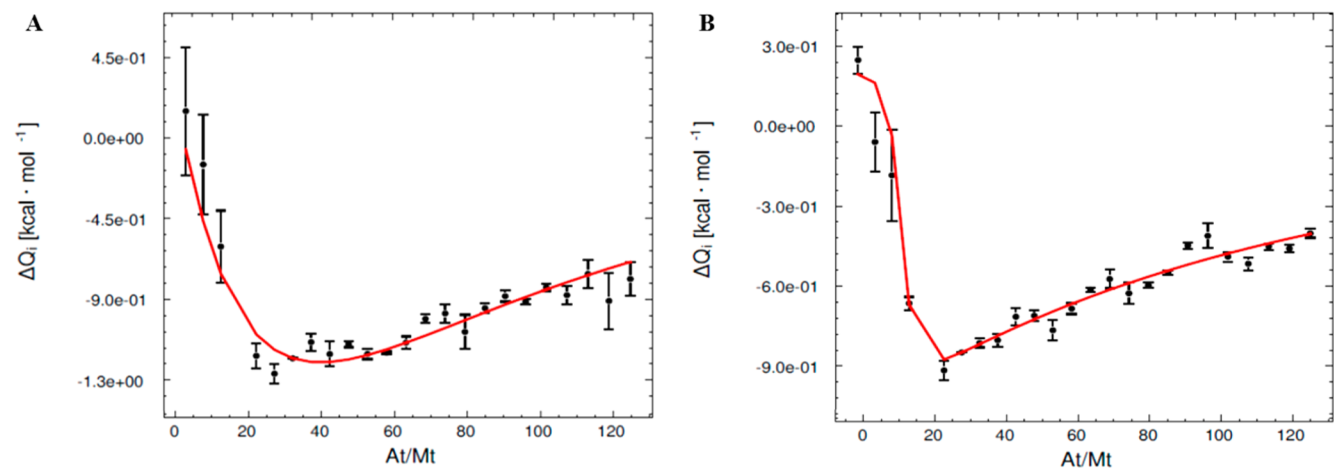 A
4.5e-01
0.0e+00
-4.5e-01
-9.0e-01
-1.3e+00
ΔQi [kcal · mol -1 ]
0 20 40 60 80 100 120
At/Mt
B
3.0e-01
0.0e+00
-3.0e-01
-6.0e-01
-9.0e-01
ΔQi [kcal · mol -1 ]
0 20 40 60 80 100 120
At/Mt